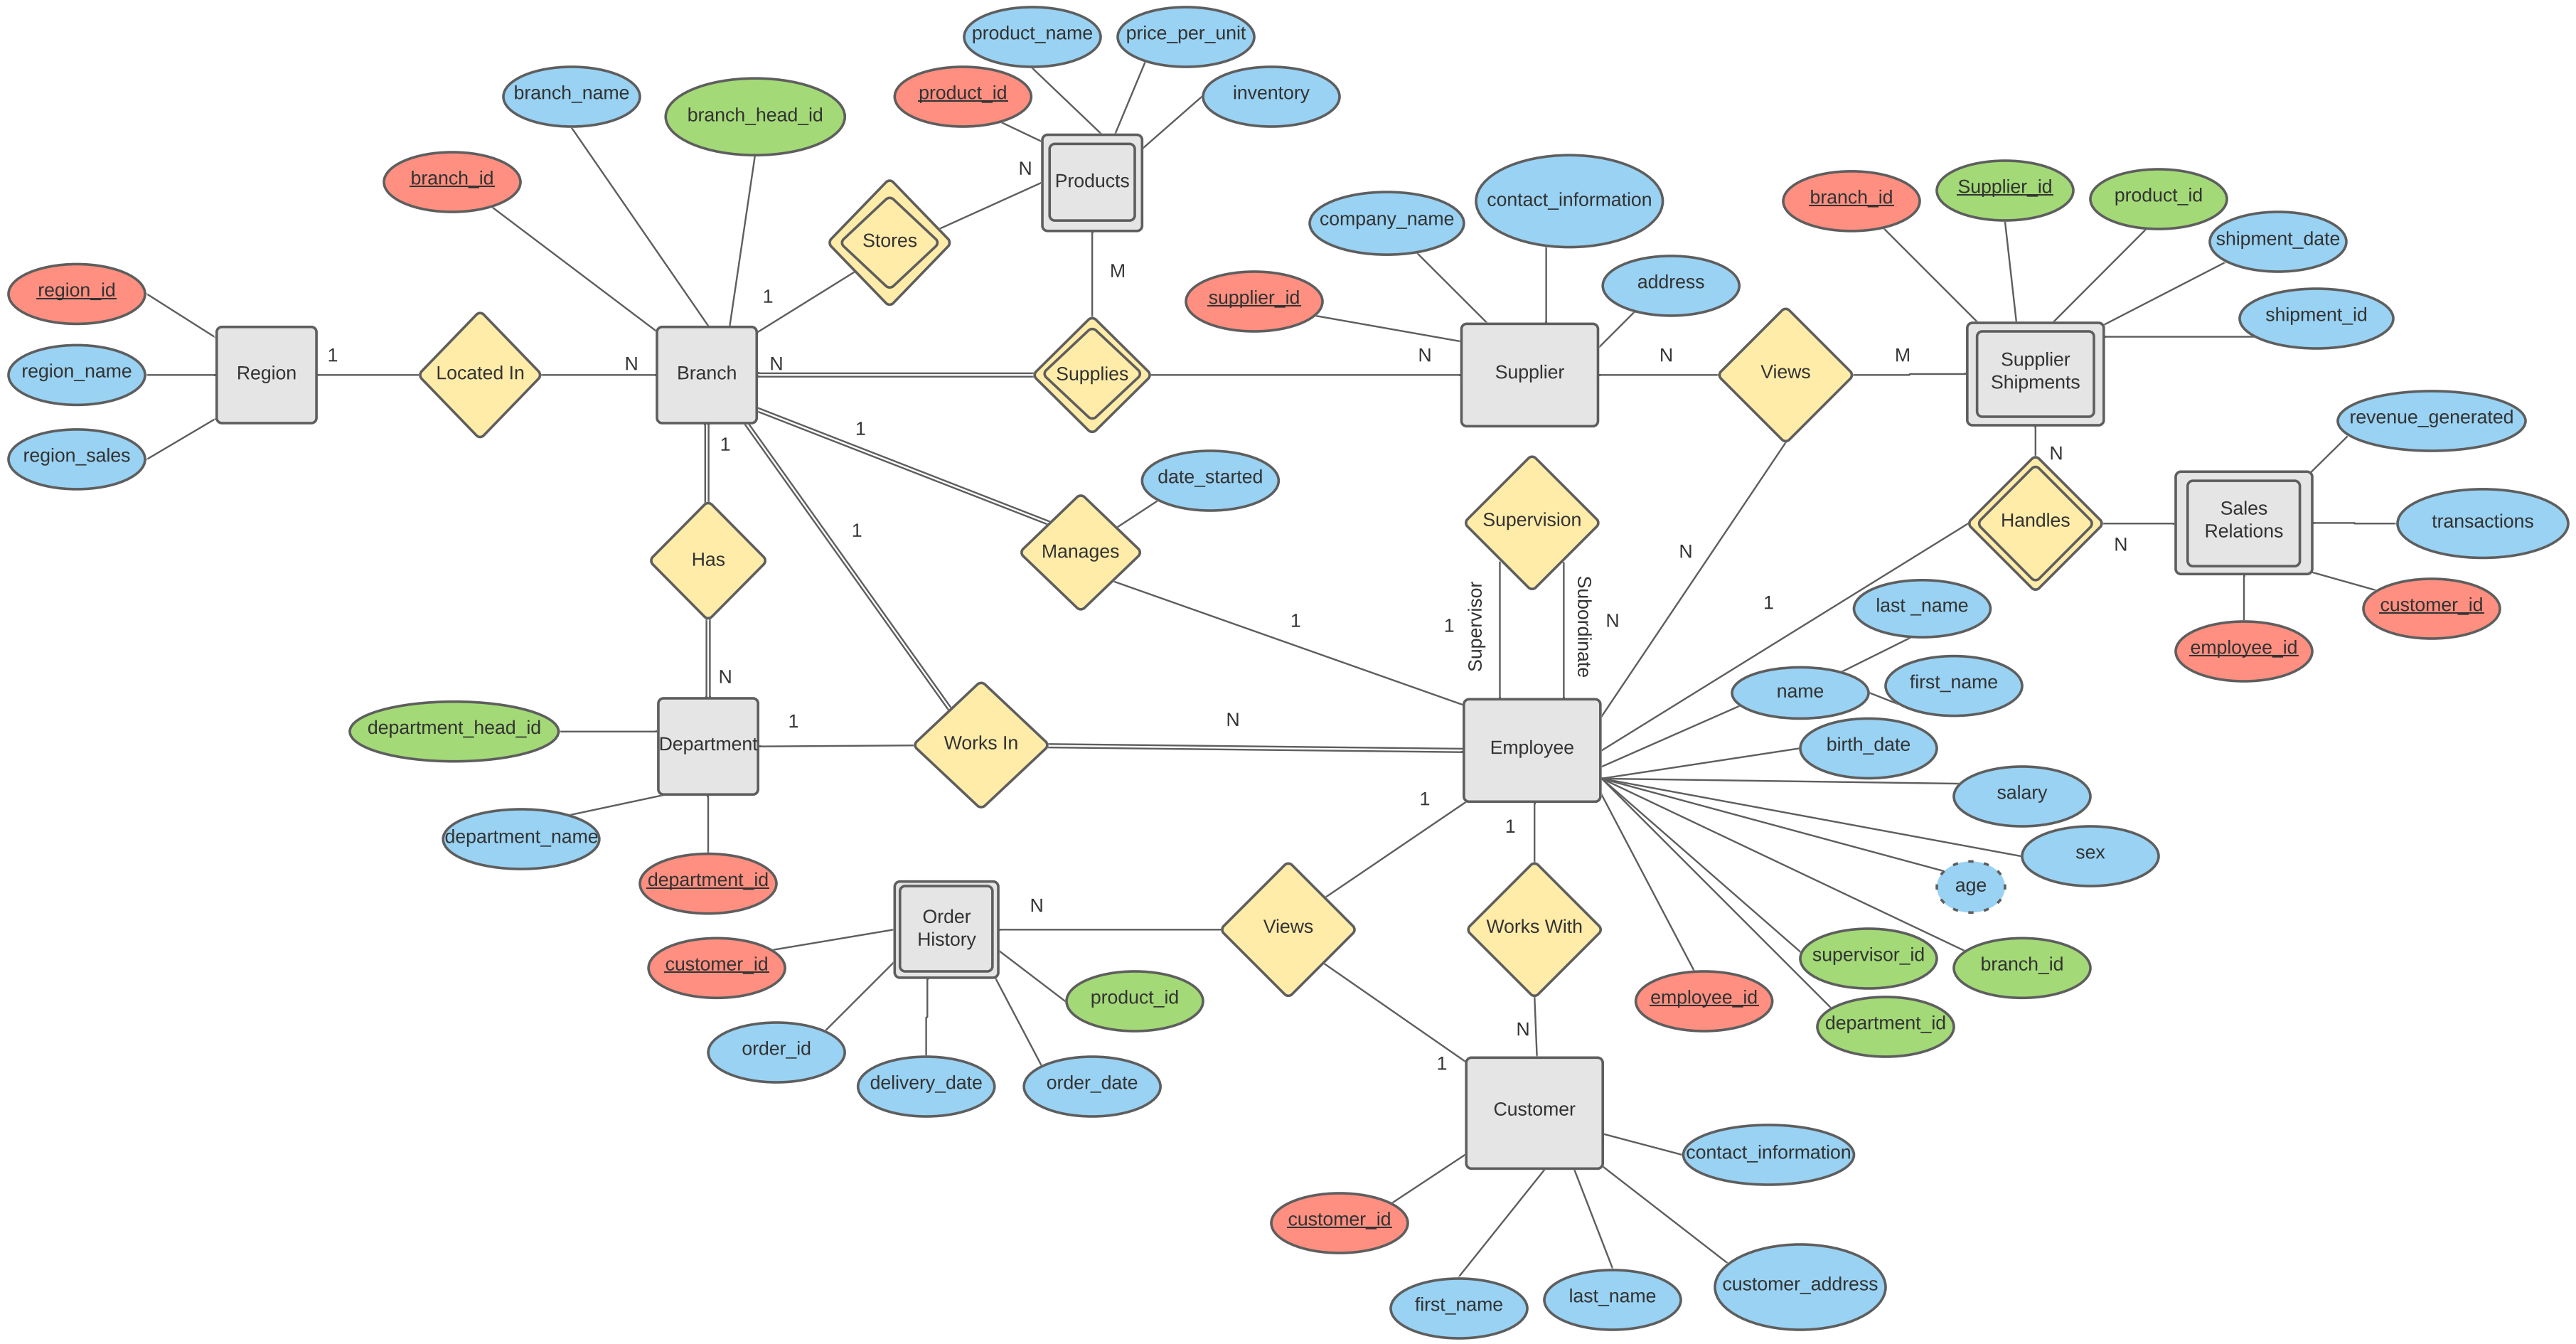 product_name
price_per_unit
product_id
inventory
branch_name
branch_head_id
branch_id
Products
N
Stores
M
1
company_name
contact_information
supplier_id
address
branch_id
Supplier_id
product_id
shipment_date
shipment_id
region_id
region_name
region_sales
Region
1
Located In
N
Branch
N
Supplies
N
Supplier
N
Views
M
Supplier
Shipments
revenue_generated
transactions
customer_id
employee_id
Sales
Relations
N
Handles
N
1
1
1
1
date_started
Manages
1
Has
N
Supervision
1
Supervisor
Subordinate
N
N
last _name
first_name
name
birth_date
salary
sex
age
supervisor_id
branch_id
department_id
employee_id
department_head_id
Department
department_name
department_id
1
Works In
N
Employee
1
1
Order
History
N
Views
Works With
customer_id
order_id
delivery_date
order_date
product_id
N
1
Customer
contact_information
customer_id
first_name
last_name
customer_address